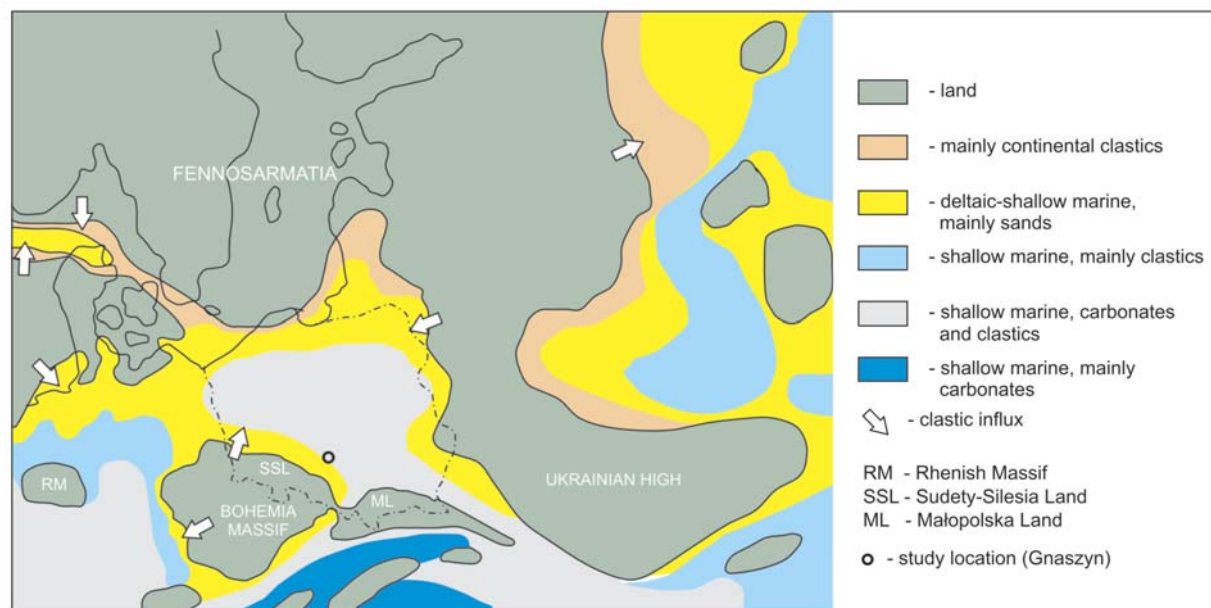 FENNOSARMATIA
RM
SSL
BOHEMIA
MASSIF
ML
UKRAINIAN HIGH
- land
- mainly continental clastics
- deltaic-shallow marine,
mainly sands
- shallow marine, mainly clastics
- shallow marine, carbonates
and clastics
- shallow marine, mainly
carbonates
- clastic influx
RM - Rhenish Massif
SSL - Sudety-Silesia Land
ML - Małopolska Land
- study location (Gnaszyn)